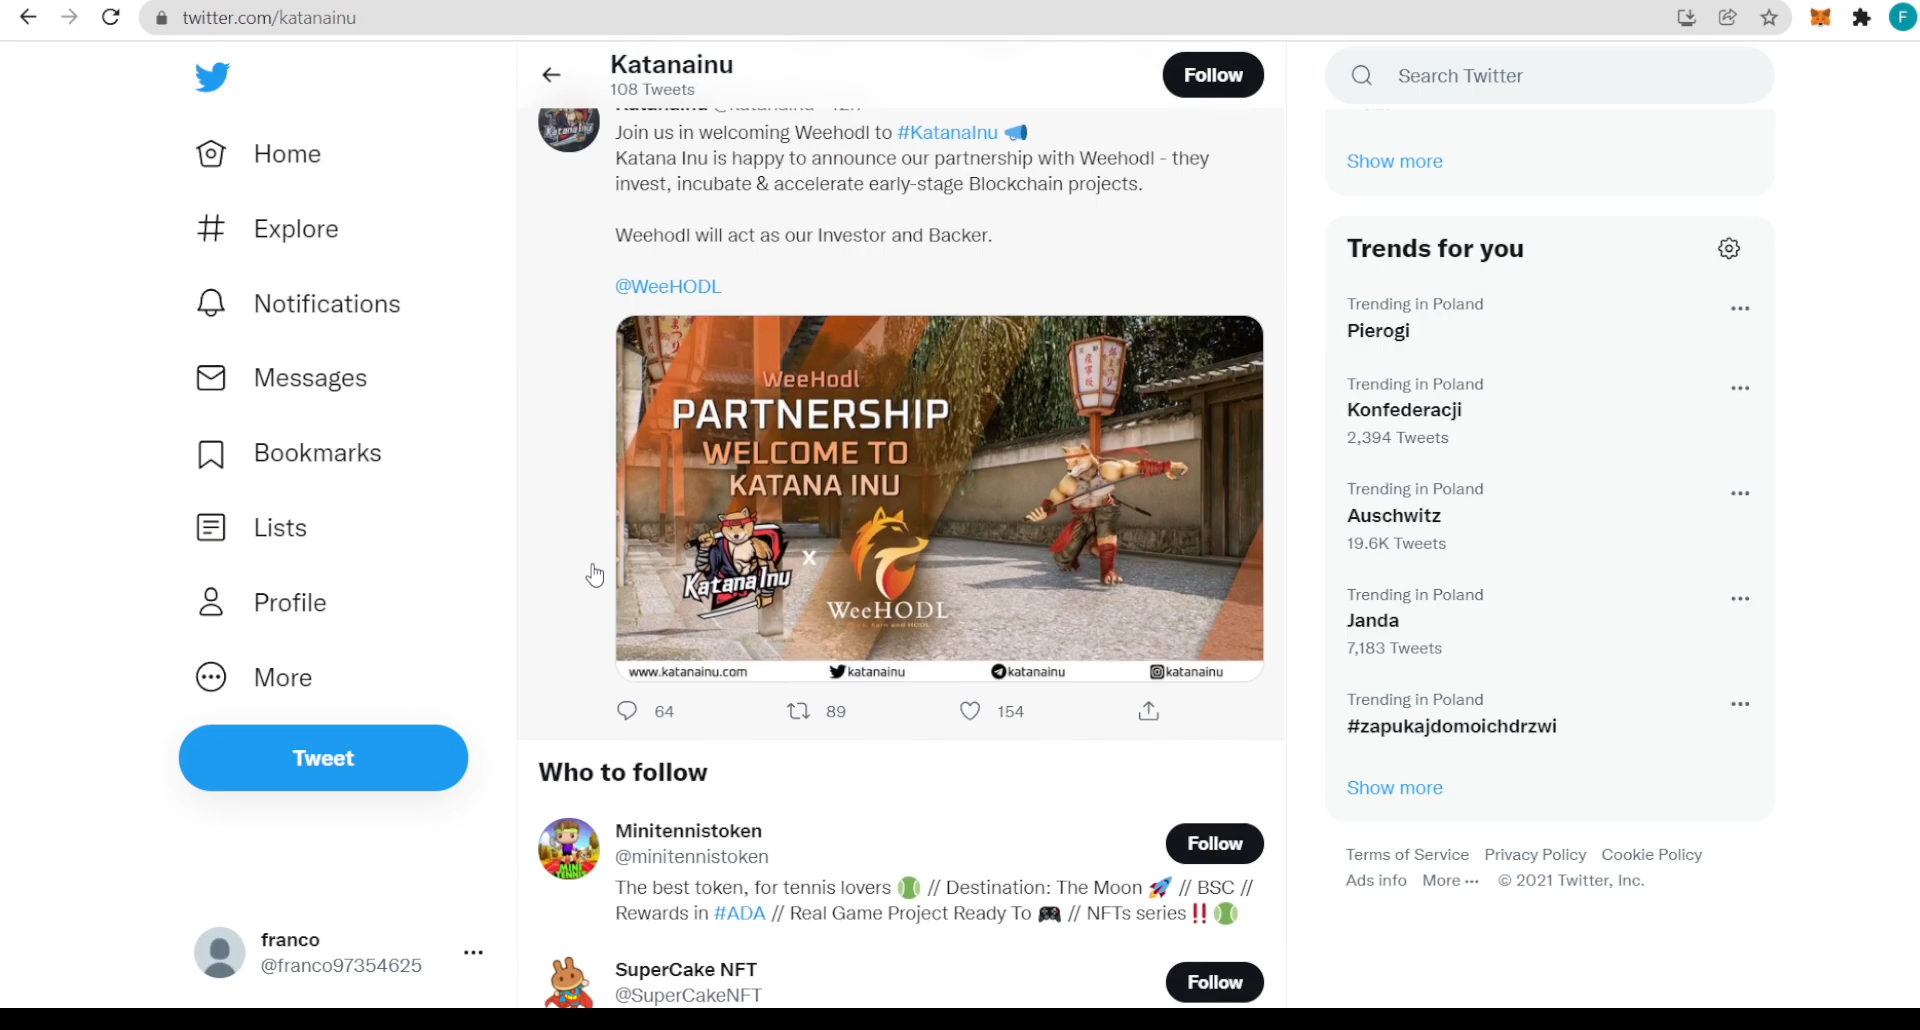 twitter.com/katanainu
F
Home
Explore
Notifications
Messages
Bookmarks
Lists
Profile
More
Tweet
franco
@franco97354625
Katanainu
108 Tweets
Follow
Katanainu @katanainu · 12h
Join us in welcoming Weehodl to #KatanaInu
Katana Inu is happy to announce our partnership with Weehodl - they
invest, incubate & accelerate early-stage Blockchain projects.
Weehodl will act as our Investor and Backer.
@WeeHODL
WeeHodl
PARTNERSHIP
WELCOME TO
KATANA INU
Katana Inu
X
WeeHODL
www.katanainu.com
katanainu
katanainu
katanainu
64
89
154
Who to follow
Minitennistoken
@minitennistoken
Follow
The best token, for tennis lovers 🎾 // Destination: The Moon 🚀 // BSC //
Rewards in #ADA // Real Game Project Ready To 🎮 // NFTs series ‼️ 🎾
SuperCake NFT
@SuperCakeNFT
Follow
Search Twitter
Show more
Trends for you
Trending in Poland
Pierogi
Trending in Poland
Konfederacji
2,394 Tweets
Trending in Poland
Auschwitz
19.6K Tweets
Trending in Poland
Janda
7,183 Tweets
Trending in Poland
#zapukajdomoichdrzwi
Show more
Terms of Service Privacy Policy Cookie Policy
Ads info More ··· © 2021 Twitter, Inc.